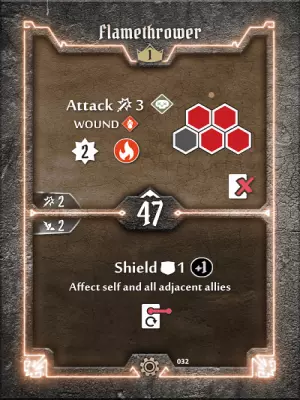 Flamethrower
1
Attack 3
WOUND
2
2
47
2
Shield 1 +1
Affect self and all adjacent allies
032